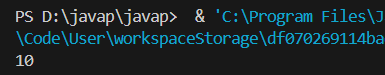 PS D:\javap\javap>  & 'C:\Program Files\J
\Code\User\workspaceStorage\df070269114ba
10